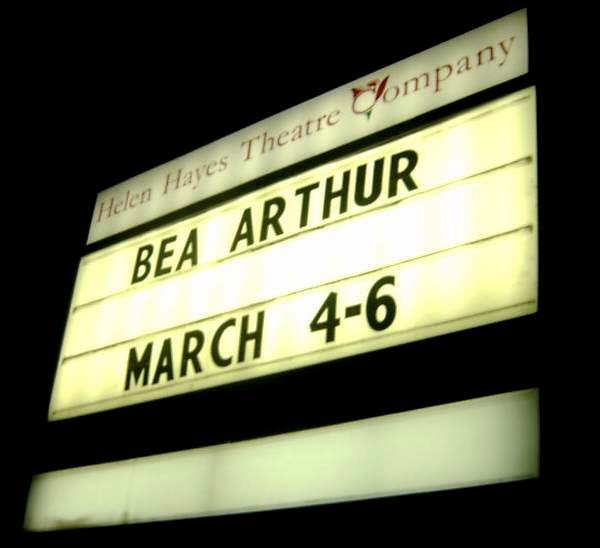 Helen Hayes Theatre Company
BEA ARTHUR
MARCH 4-6